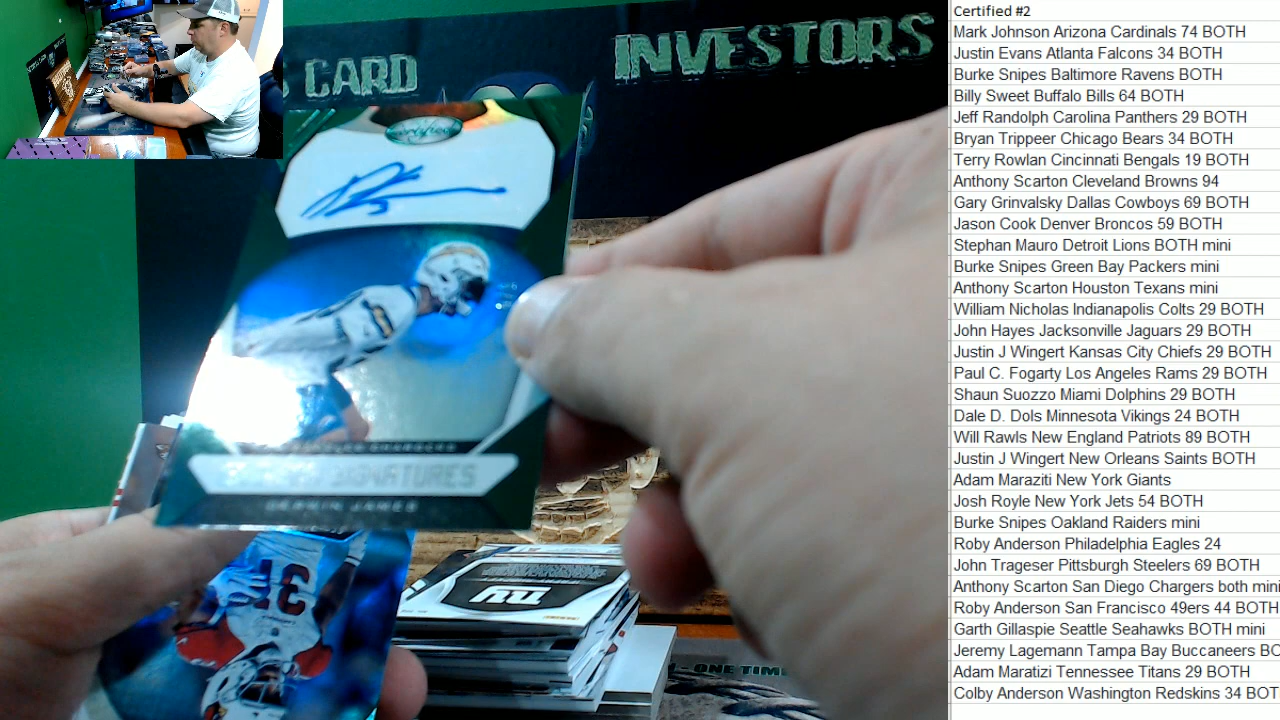 CARD INVESTORS
certified
SIGNATURES
DERWIN JAMES
31
NY
- ONE TIM
Certified #2
Mark Johnson Arizona Cardinals 74 BOTH
Justin Evans Atlanta Falcons 34 BOTH
Burke Snipes Baltimore Ravens BOTH
Billy Sweet Buffalo Bills 64 BOTH
Jeff Randolph Carolina Panthers 29 BOTH
Bryan Trippeer Chicago Bears 34 BOTH
Terry Rowlan Cincinnati Bengals 19 BOTH
Anthony Scarton Cleveland Browns 94
Gary Grinvalsky Dallas Cowboys 69 BOTH
Jason Cook Denver Broncos 59 BOTH
Stephan Mauro Detroit Lions BOTH mini
Burke Snipes Green Bay Packers mini
Anthony Scarton Houston Texans mini
William Nicholas Indianapolis Colts 29 BOTH
John Hayes Jacksonville Jaguars 29 BOTH
Justin J Wingert Kansas City Chiefs 29 BOTH
Paul C. Fogarty Los Angeles Rams 29 BOTH
Shaun Suozzo Miami Dolphins 29 BOTH
Dale D. Dols Minnesota Vikings 24 BOTH
Will Rawls New England Patriots 89 BOTH
Justin J Wingert New Orleans Saints BOTH
Adam Maraziti New York Giants
Josh Royle New York Jets 54 BOTH
Burke Snipes Oakland Raiders mini
Roby Anderson Philadelphia Eagles 24
John Trageser Pittsburgh Steelers 69 BOTH
Anthony Scarton San Diego Chargers both mini
Roby Anderson San Francisco 49ers 44 BOTH
Garth Gillaspie Seattle Seahawks BOTH mini
Jeremy Lagemann Tampa Bay Buccaneers BO
Adam Maratizi Tennessee Titans 29 BOTH
Colby Anderson Washington Redskins 34 BOT